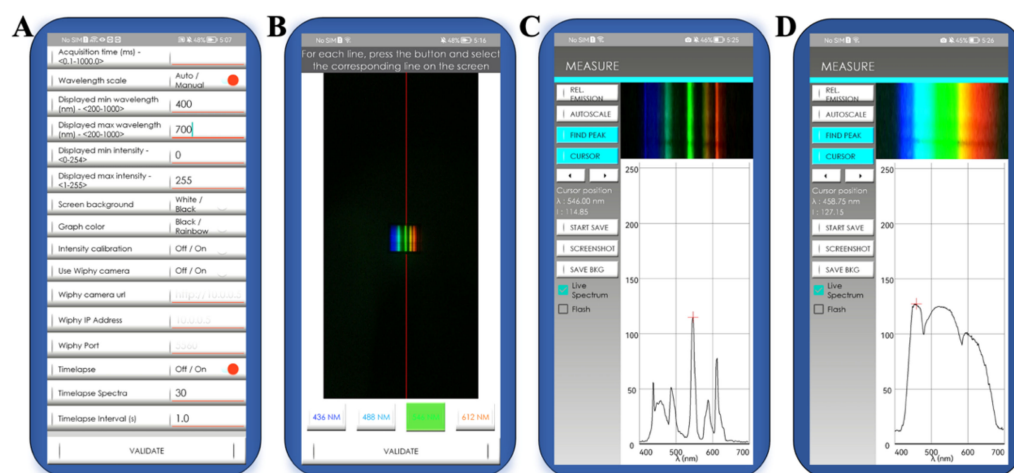 A
No SIM 48% 5:07
Acquisition time (ms) -
<0.1-1000.0>
Wavelength scale
Auto /
Manual
Displayed min wavelength
(nm) - <200-1000>
400
Displayed max wavelength
(nm) - <200-1000>
700
Displayed min intensity -
<0-254>
0
Displayed max intensity -
<1-255>
255
Screen background
White /
Black
Graph color
Black /
Rainbow
Intensity calibration
Off / On
Use Wiphy camera
Off / On
Wiphy camera url
Wiphy IP Address
Wiphy Port
Timelapse
Off / On
Timelapse Spectra
30
Timelapse Interval (s)
1.0
VALIDATE
B
No SIM 48% 5:16
For each line, press the button and select
the corresponding line on the screen
436 NM
488 NM
612 NM
VALIDATE
C
No SIM 46% 5:25
MEASURE
REL.
EMISSION
AUTOSCALE
FIND PEAK
CURSOR
Cursor position
λ : 546.00 nm
I : 114.85
START SAVE
SCREENSHOT
SAVE BKG
Live
Spectrum
Flash
250
200
150
100
50
0
400 500 600 700
λ (nm)
D
No SIM 45% 5:26
MEASURE
REL.
EMISSION
AUTOSCALE
FIND PEAK
CURSOR
Cursor position
λ : 458.75 nm
I : 127.15
START SAVE
SCREENSHOT
SAVE BKG
Live
Spectrum
Flash
250
200
150
100
50
0
400 500 600 700
λ (nm)